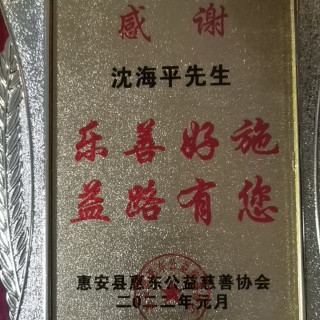 感谢
沈海平先生
乐善好施
益路有您
惠安县惠东公益慈善协会
二〇二二年元月